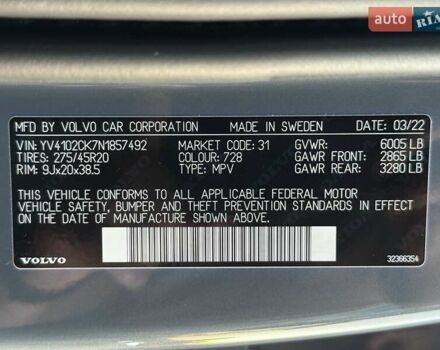 auto RIA
MFD. BY VOLVO CAR CORPORATION MADE IN SWEDEN DATE: 03/22
VIN: YV4102CK7N1857492 MARKET CODE: 31 GVWR: 6005 LB
TIRES: 275/45R20 COLOUR: 728 GAWR FRONT: 2865 LB
RIM: 9Jx20x38.5 TYPE: MPV GAWR REAR: 3280 LB
THIS VEHICLE CONFORMS TO ALL APPLICABLE FEDERAL MOTOR
VEHICLE SAFETY, BUMPER AND THEFT PREVENTION STANDARDS IN EFFECT
ON THE DATE OF MANUFACTURE SHOWN ABOVE.
VOLVO 32366354